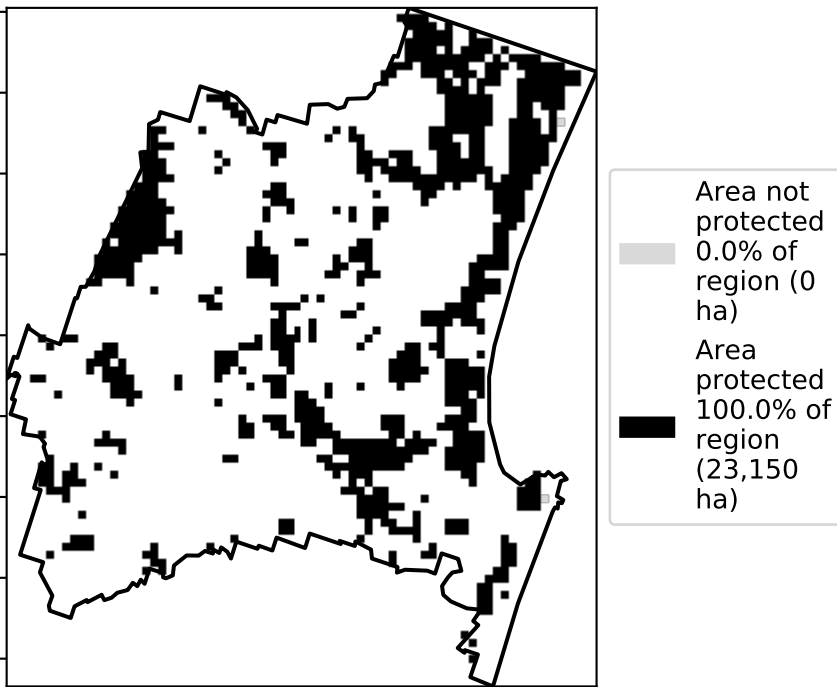 Area not
protected
0.0% of
region (0
ha)
Area
protected
100.0% of
region
(23,150
ha)